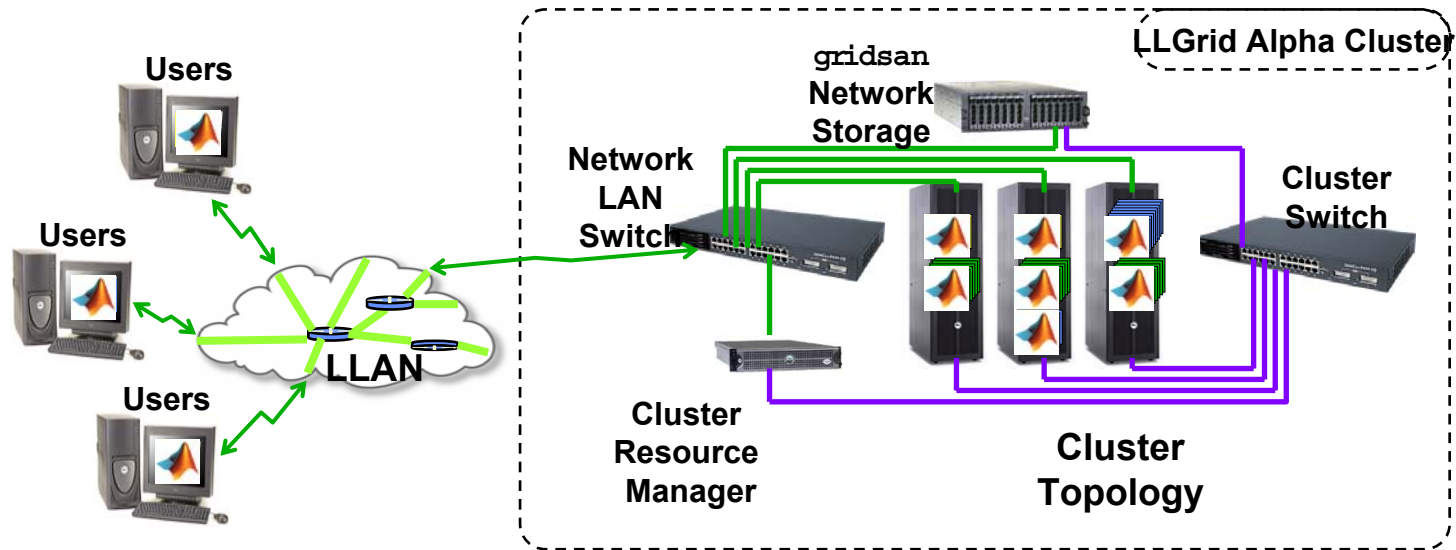 LLGrid Alpha Cluster
Users
gridsan
Network
Storage
Network
LAN
Switch
Cluster
Switch
Users
LLAN
Users
Cluster
Resource
Manager
Cluster
Topology